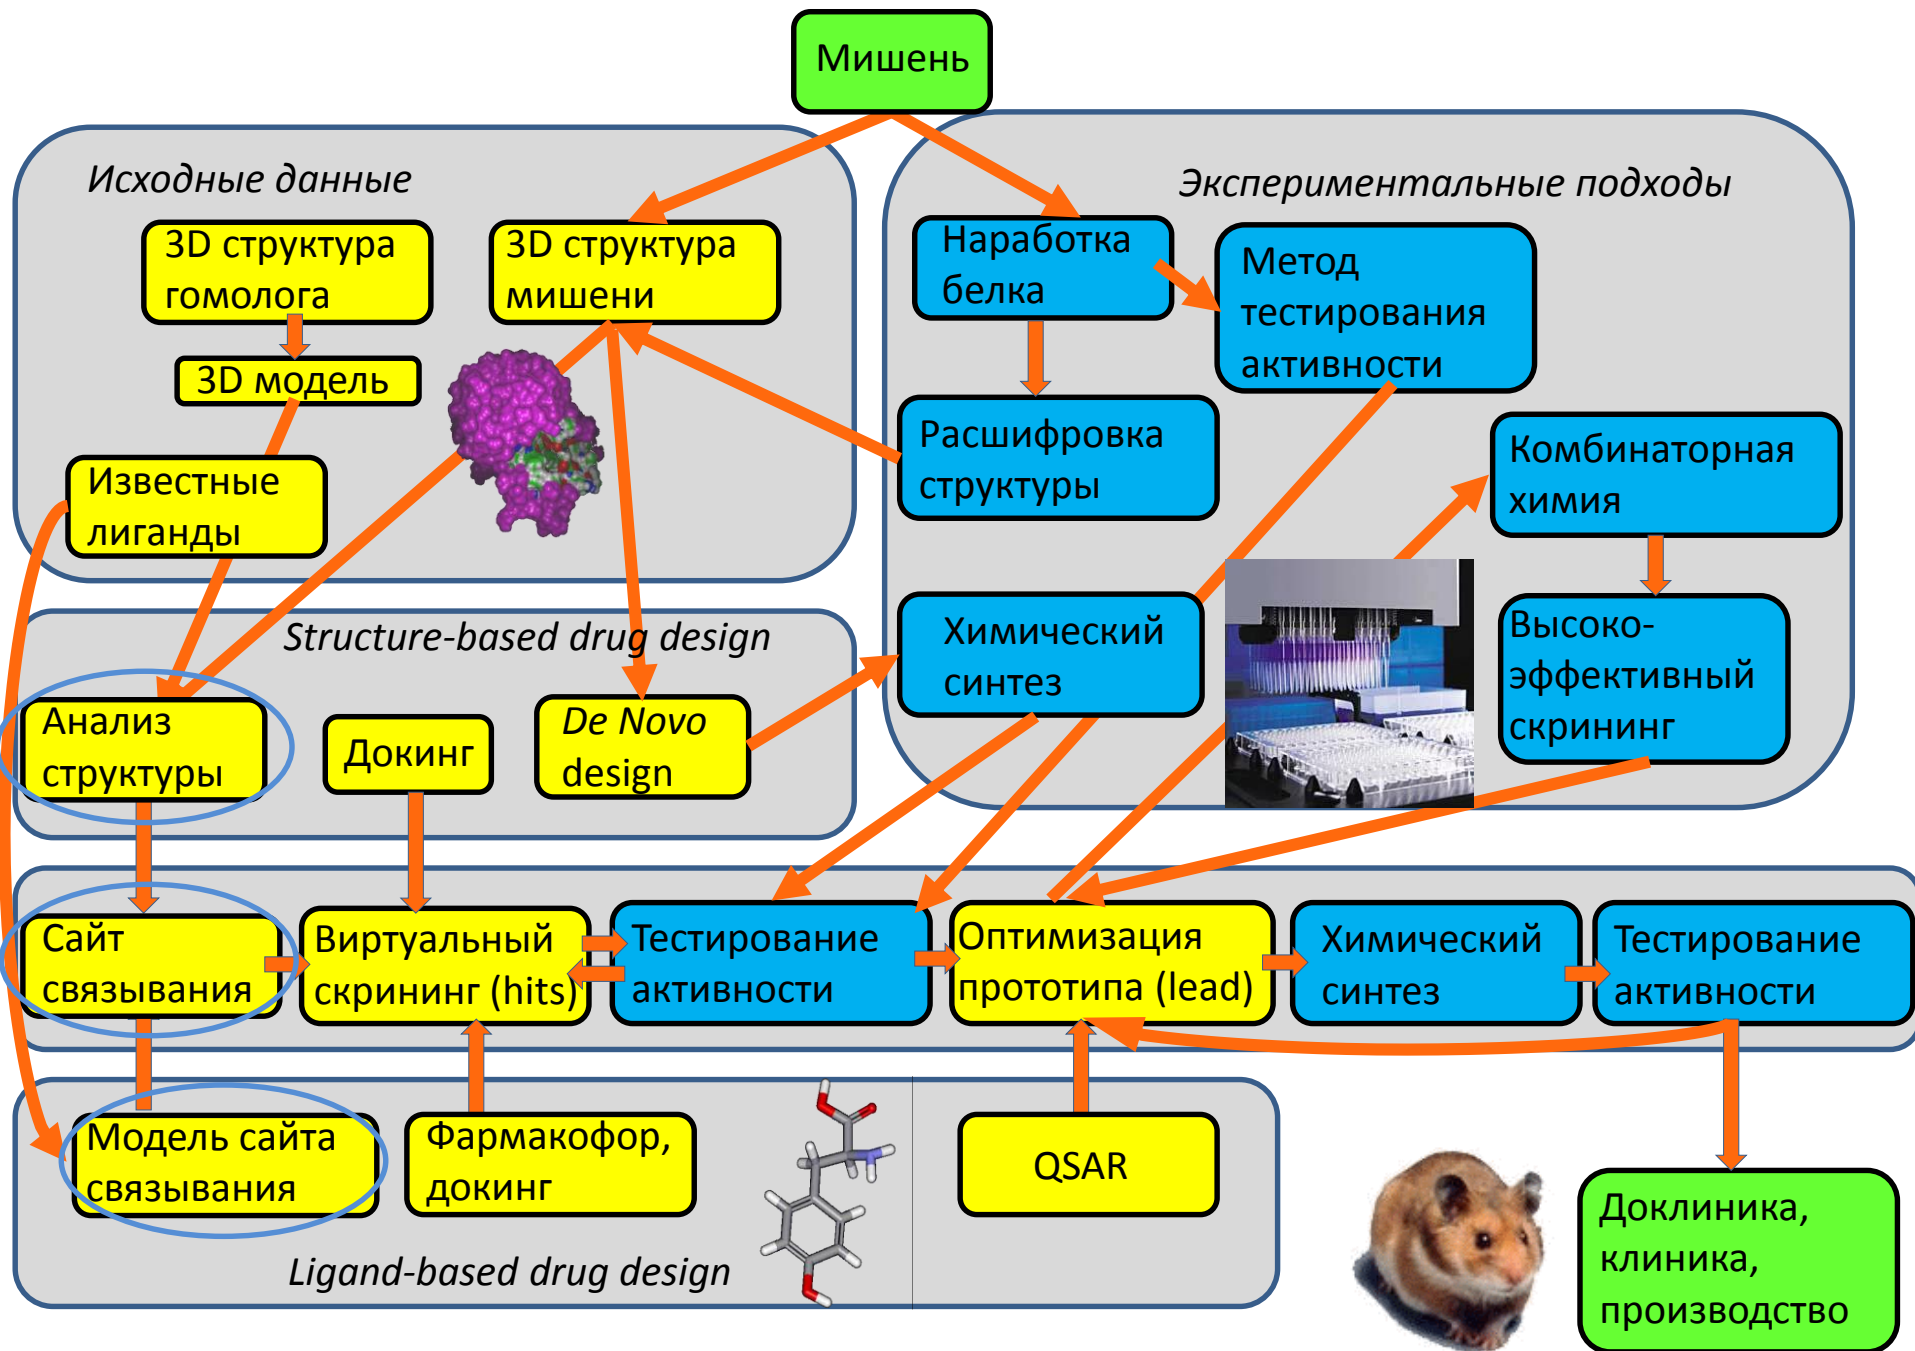 Мишень
Исходные данные
3D структура
гомолога
3D структура
мишени
3D модель
Известные
лиганды
Экспериментальные подходы
Наработка
белка
Метод
тестирования
активности
Расшифровка
структуры
Комбинаторная
химия
Химический
синтез
Высоко-
эффективный
скрининг
Structure-based drug design
Анализ
структуры
Докинг
De Novo
design
Сайт
связывания
Виртуальный
скрининг (hits)
Тестирование
активности
Оптимизация
прототипа (lead)
Химический
синтез
Тестирование
активности
Модель сайта
связывания
Фармакофор,
докинг
QSAR
Ligand-based drug design
Доклиника,
клиника,
производство